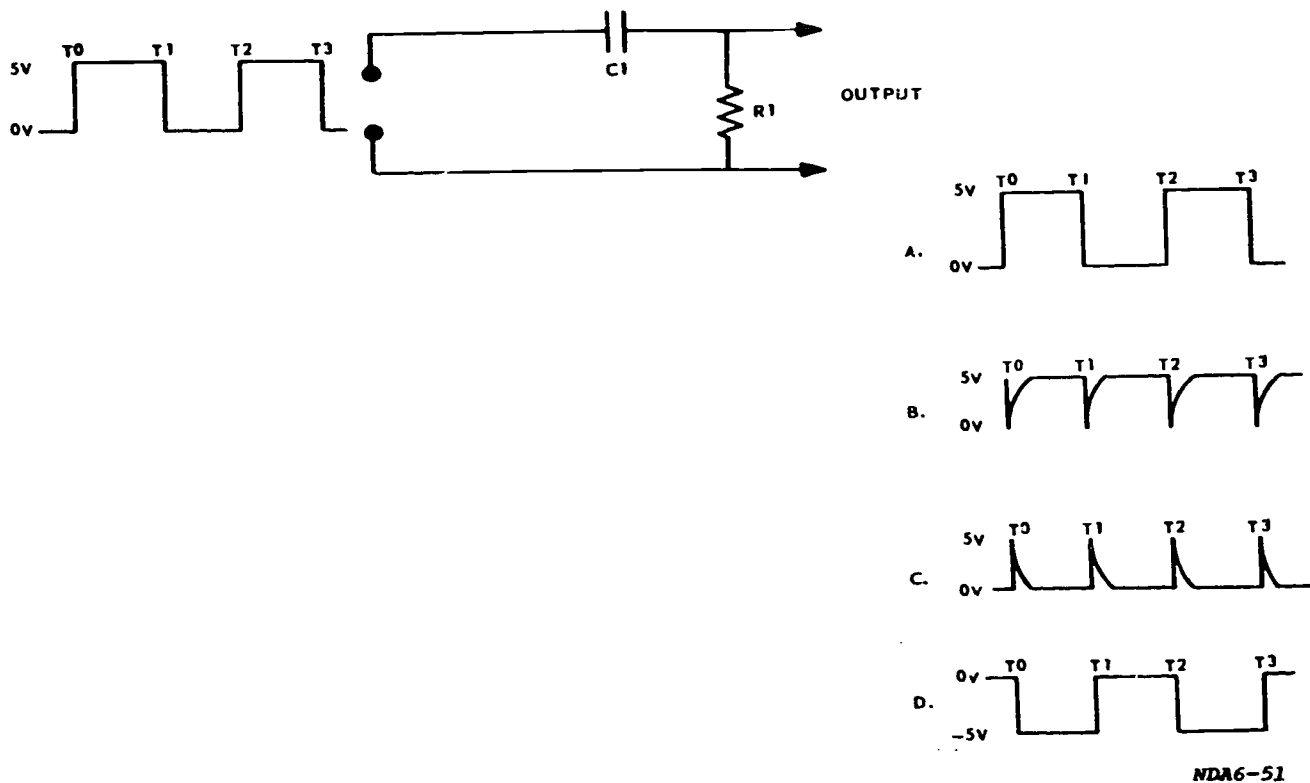 T0 T1 T2 T3
5V
0V
C1
R1
OUTPUT
A.
5V
0V
T0 T1 T2 T3
B.
5V
0V
T0 T1 T2 T3
C.
5V
0V
T0 T1 T2 T3
D.
0V
-5V
T0 T1 T2 T3
NDA6-51